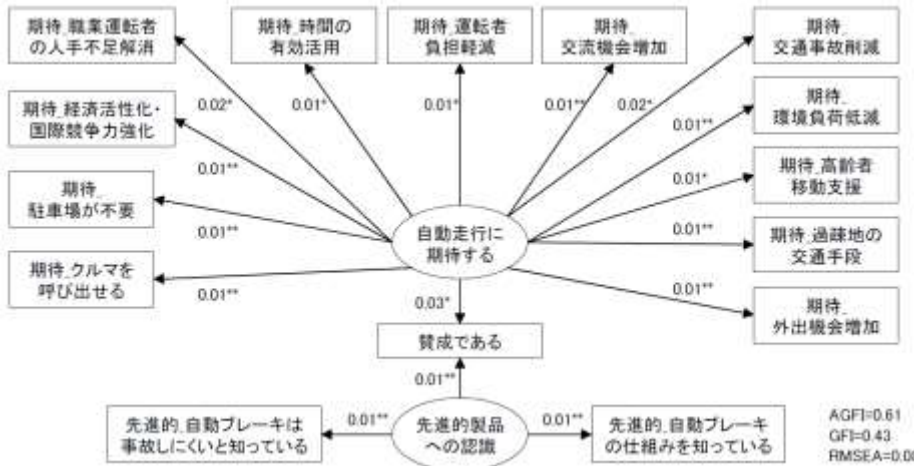 期待_職業運転者
の人手不足解消
期待_時間の
有効活用
期待_運転者
負担軽減
期待_
交流機会増加
期待_
交通事故削減
0.02*
0.01*
0.01*
0.01**
0.02*
期待_経済活性化・
国際競争力強化
0.01**
期待_
環境負荷低減
0.01**
0.01*
期待_高齢者
移動支援
期待_
駐車場が不要
0.01**
自動走行に
期待する
0.01**
期待_過疎地の
交通手段
期待_クルマを
呼び出せる
0.01**
0.03*
0.01**
期待_
外出機会増加
賛成である
0.01**
先進的_自動ブレーキは
事故しにくいと知っている
0.01**
先進的製品
への認識
0.01**
先進的_自動ブレーキ
の仕組みを知っている
AGFI=0.61
GFI=0.43
RMSEA=0.0